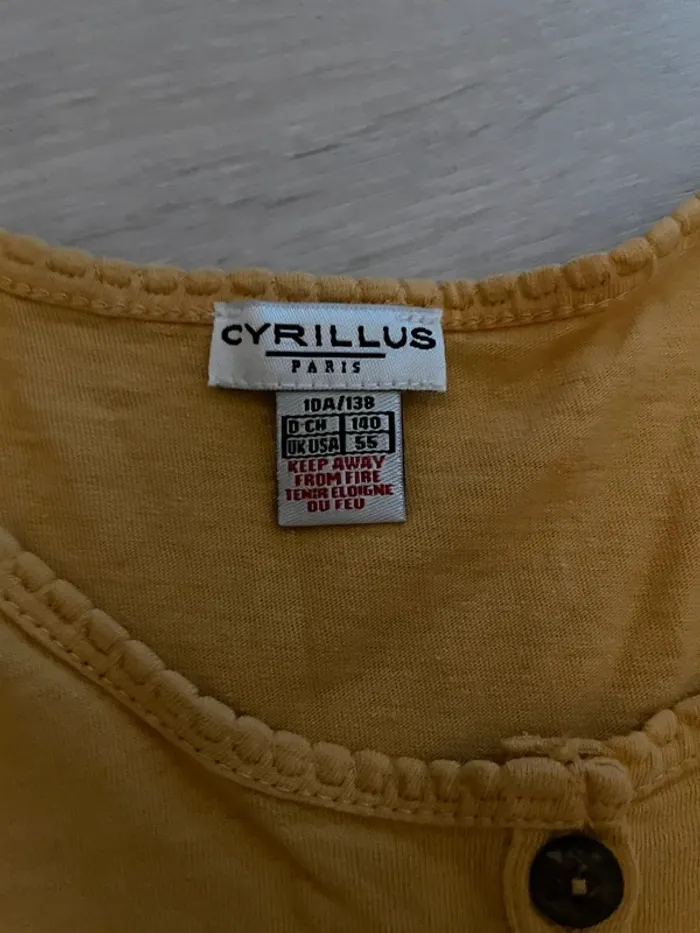 CYRILLUS
PARIS
10A/138
D-CH 140
UK USA 55
KEEP AWAY
FROM FIRE
TENIR ELOIGNE
DU FEU